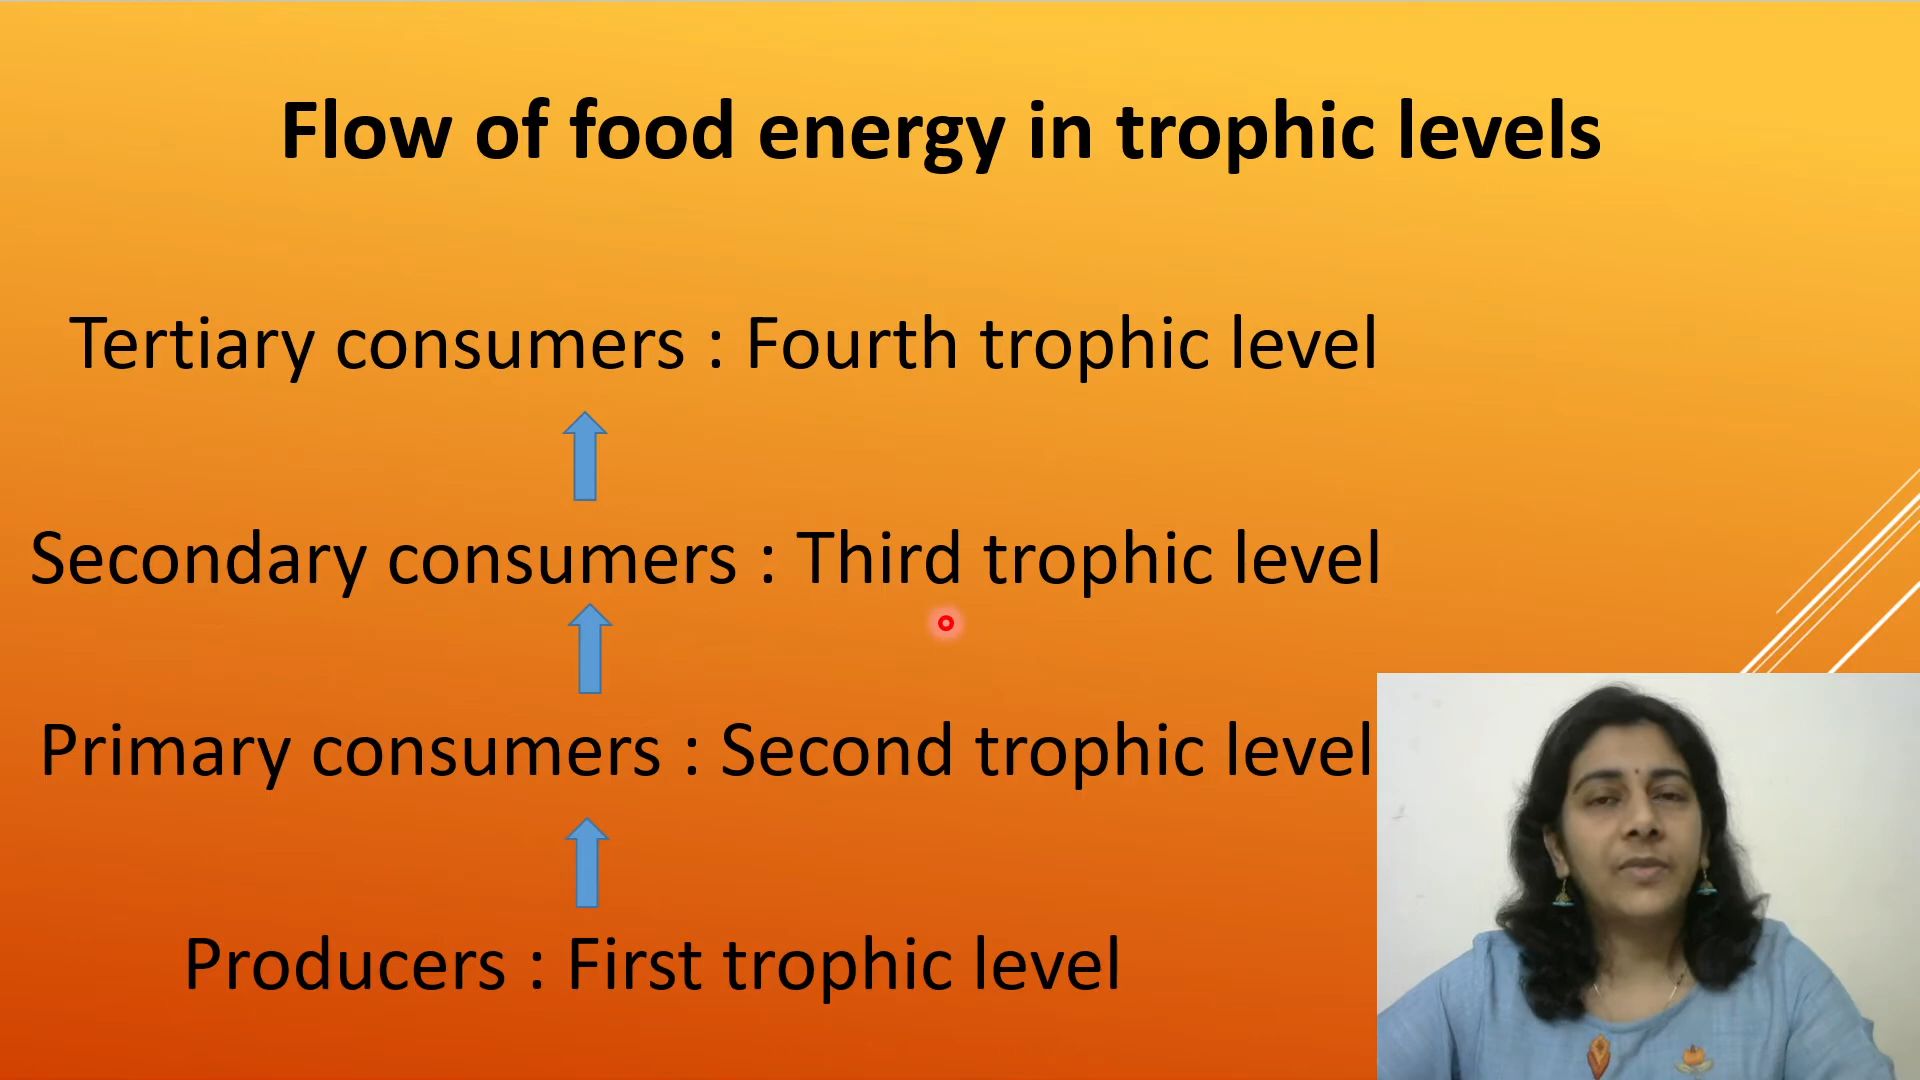 Flow of food energy in trophic levels
Tertiary consumers : Fourth trophic level
Secondary consumers : Third trophic level
Primary consumers : Second trophic level
Producers : First trophic level